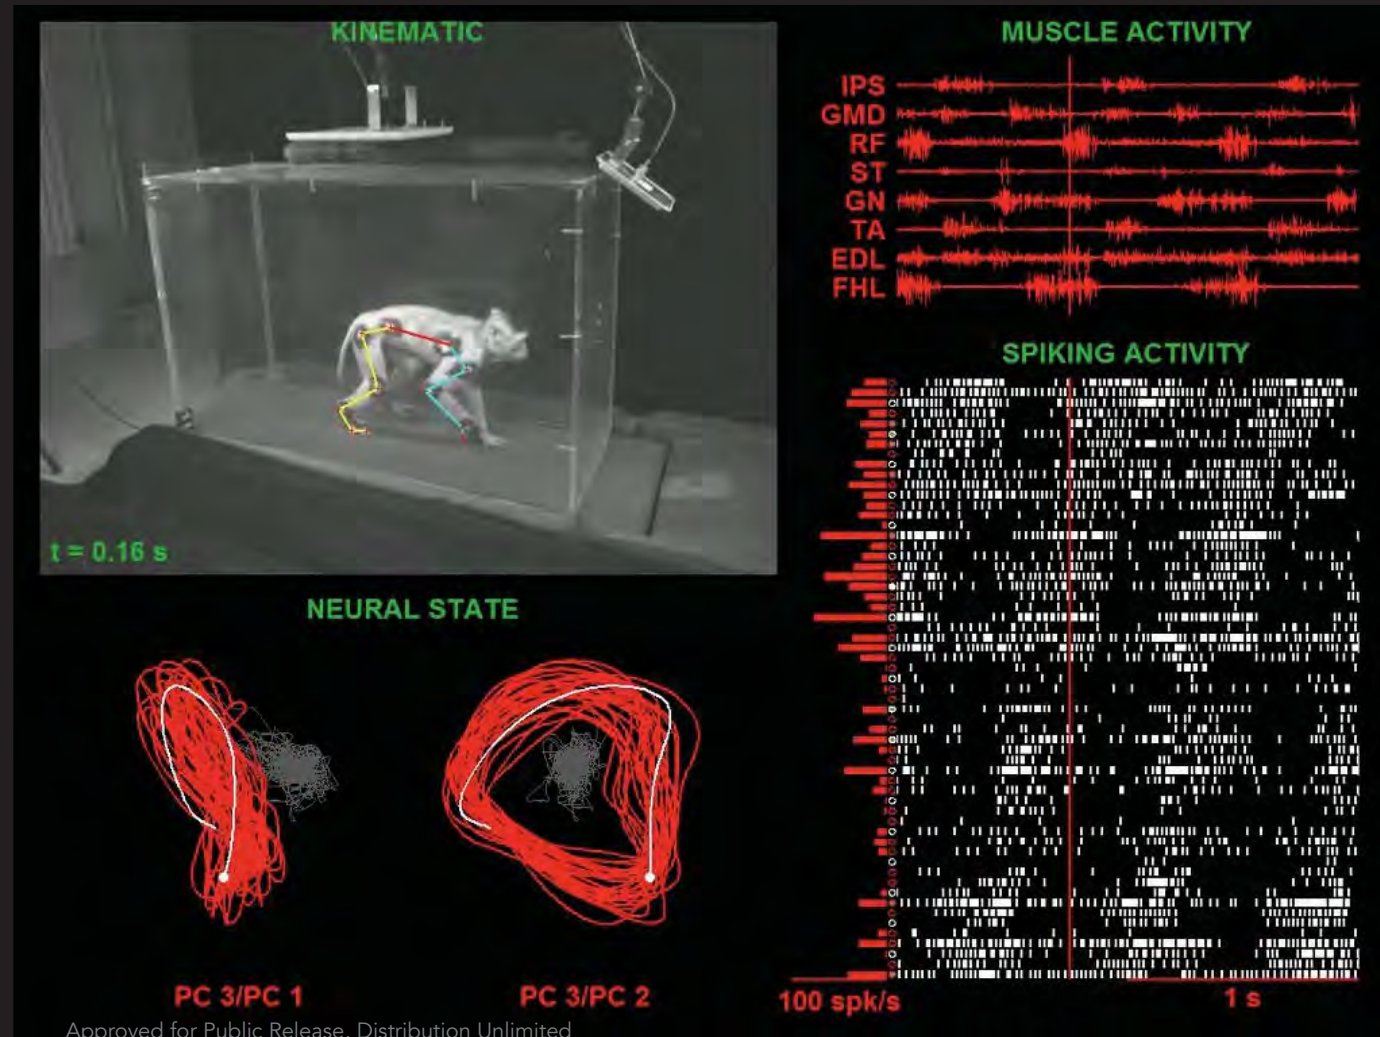 KINEMATIC
t = 0.16 s
MUSCLE ACTIVITY
IPS
GMD
RF
ST
GN
TA
EDL
FHL
SPIKING ACTIVITY
100 spk/s
1 s
NEURAL STATE
PC 3/PC 1
PC 3/PC 2
Approved for Public Release, Distribution Unlimited